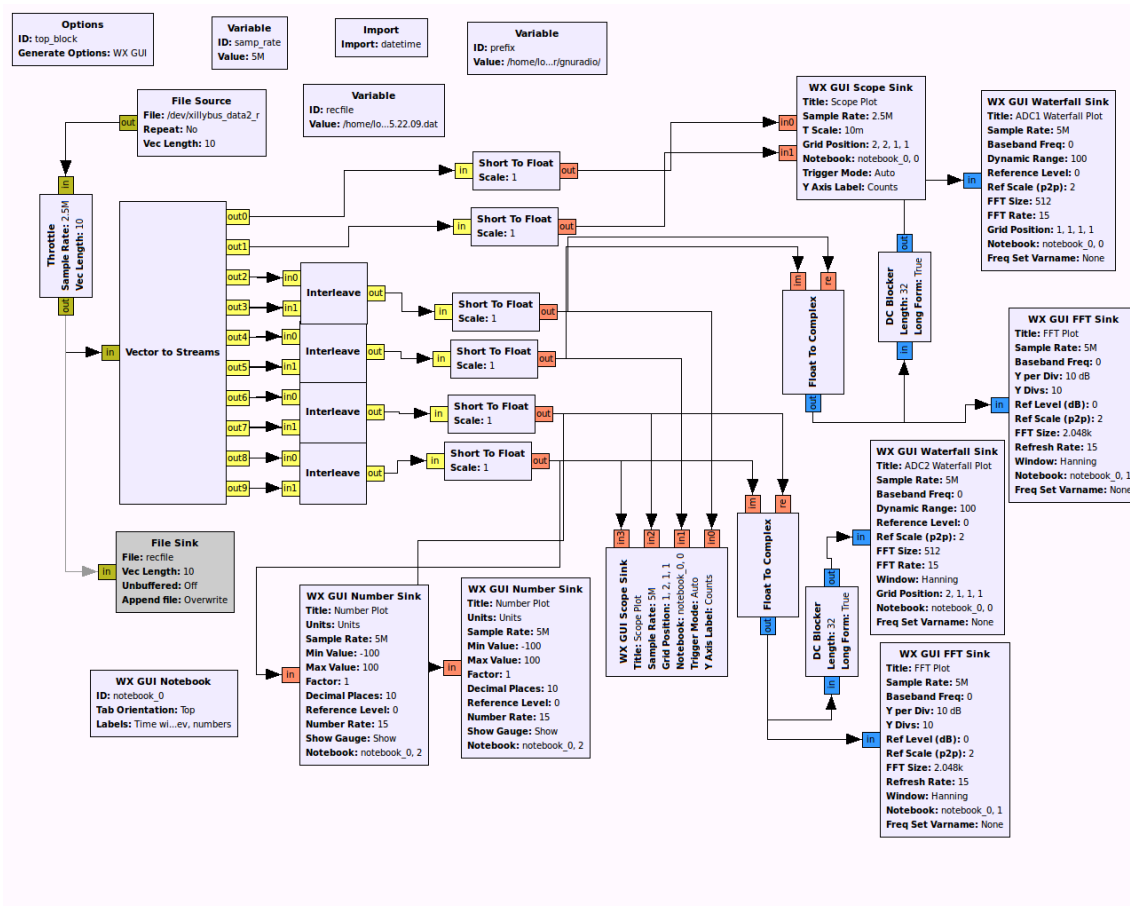 Options
ID: top_block
Generate Options: WX GUI
Variable
ID: samp_rate
Value: 5M
Import
Import: datetime
Variable
ID: prefix
Value: /home/lo...r/gnuradio/
Variable
ID: recfile
Value: /home/lo...5.22.09.dat
File Source
File: /dev/xillybus_data2_r
Repeat: No
Vec Length: 10
out
in
Throttle
Sample Rate: 2.5M
Vec Length: 10
out
in
Vector to Streams
out0
out1
out2
out3
out4
out5
out6
out7
out8
out9
in0
in1
Interleave
out
in0
in1
Interleave
out
in0
in1
Interleave
out
in0
in1
Interleave
out
in
Short To Float
Scale: 1
out
in
Short To Float
Scale: 1
out
in
Short To Float
Scale: 1
out
in
Short To Float
Scale: 1
out
in
Short To Float
Scale: 1
out
in
Short To Float
Scale: 1
out
in0
in1
WX GUI Scope Sink
Title: Scope Plot
Sample Rate: 2.5M
T Scale: 10m
Grid Position: 2, 2, 1, 1
Notebook: notebook_0, 0
Trigger Mode: Auto
Y Axis Label: Counts
in
WX GUI Waterfall Sink
Title: ADC1 Waterfall Plot
Sample Rate: 5M
Baseband Freq: 0
Dynamic Range: 100
Reference Level: 0
Ref Scale (p2p): 2
FFT Size: 512
FFT Rate: 15
Grid Position: 1, 1, 1, 1
Notebook: notebook_0, 0
Freq Set Varname: None
im
re
Float To Complex
out
out
DC Blocker
Length: 32
Long Form: True
in
in
WX GUI FFT Sink
Title: FFT Plot
Sample Rate: 5M
Baseband Freq: 0
Y per Div: 10 dB
Y Divs: 10
Ref Level (dB): 0
Ref Scale (p2p): 2
FFT Size: 2.048k
Refresh Rate: 15
Window: Hanning
Notebook: notebook_0, 1
Freq Set Varname: None
in
WX GUI Waterfall Sink
Title: ADC2 Waterfall Plot
Sample Rate: 5M
Baseband Freq: 0
Dynamic Range: 100
Reference Level: 0
Ref Scale (p2p): 2
FFT Size: 512
FFT Rate: 15
Window: Hanning
Grid Position: 2, 1, 1, 1
Notebook: notebook_0, 0
Freq Set Varname: None
im
re
Float To Complex
out
out
DC Blocker
Length: 32
Long Form: True
in
in3
in2
in1
in0
WX GUI Scope Sink
Title: Scope Plot
Sample Rate: 5M
Grid Position: 1, 2, 1, 1
Notebook: notebook_0, 0
Trigger Mode: Auto
Y Axis Label: Counts
in
File Sink
File: recfile
Vec Length: 10
Unbuffered: Off
Append file: Overwrite
in
WX GUI Number Sink
Title: Number Plot
Units: Units
Sample Rate: 5M
Min Value: -100
Max Value: 100
Factor: 1
Decimal Places: 10
Reference Level: 0
Number Rate: 15
Show Gauge: Show
Notebook: notebook_0, 2
in
WX GUI Number Sink
Title: Number Plot
Units: Units
Sample Rate: 5M
Min Value: -100
Max Value: 100
Factor: 1
Decimal Places: 10
Reference Level: 0
Number Rate: 15
Show Gauge: Show
Notebook: notebook_0, 2
WX GUI Notebook
ID: notebook_0
Tab Orientation: Top
Labels: Time wi...ev, numbers
in
WX GUI FFT Sink
Title: FFT Plot
Sample Rate: 5M
Baseband Freq: 0
Y per Div: 10 dB
Y Divs: 10
Ref Level (dB): 0
Ref Scale (p2p): 2
FFT Size: 2.048k
Refresh Rate: 15
Window: Hanning
Notebook: notebook_0, 1
Freq Set Varname: None